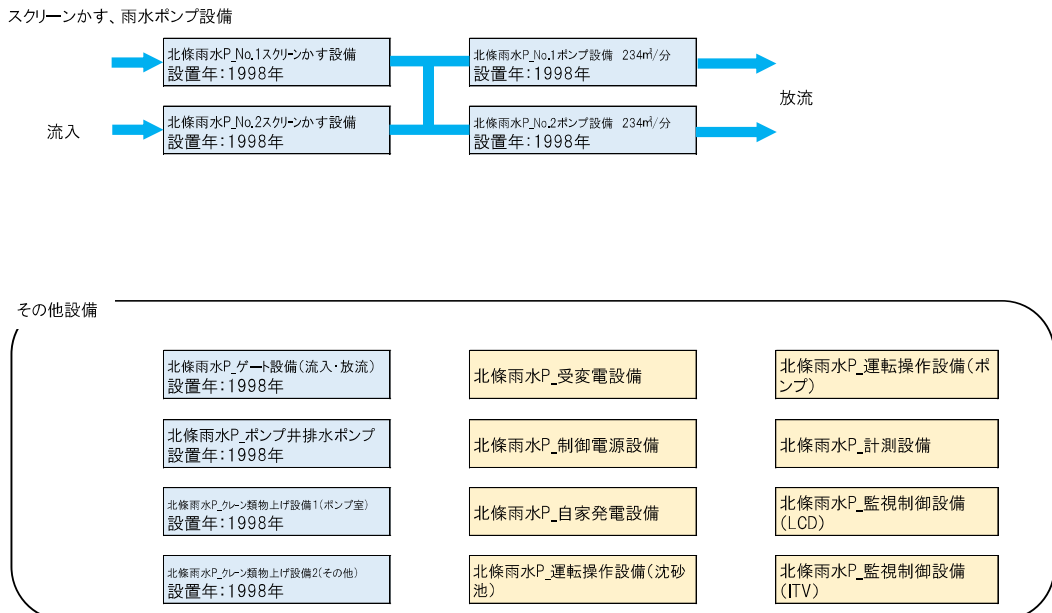 スクリーンかす、雨水ポンプ設備
北條雨水P_No.1スクリーンかす設備
設置年：1998年
北條雨水P_No.1ポンプ設備 234㎥/分
設置年：1998年
放流
流入
北條雨水P_No.2スクリーンかす設備
設置年：1998年
北條雨水P_No.2ポンプ設備 234㎥/分
設置年：1998年
その他設備
北條雨水P_ゲート設備（流入・放流）
設置年：1998年
北條雨水P_受変電設備
北條雨水P_運転操作設備（ポ
ンプ）
北條雨水P_ポンプ井排水ポンプ
設置年：1998年
北條雨水P_制御電源設備
北條雨水P_計測設備
北條雨水P_クレーン類物上げ設備1（ポンプ室）
設置年：1998年
北條雨水P_自家発電設備
北條雨水P_監視制御設備
（LCD）
北條雨水P_クレーン類物上げ設備2（その他）
設置年：1998年
北條雨水P_運転操作設備（沈砂
池）
北條雨水P_監視制御設備
（ITV）